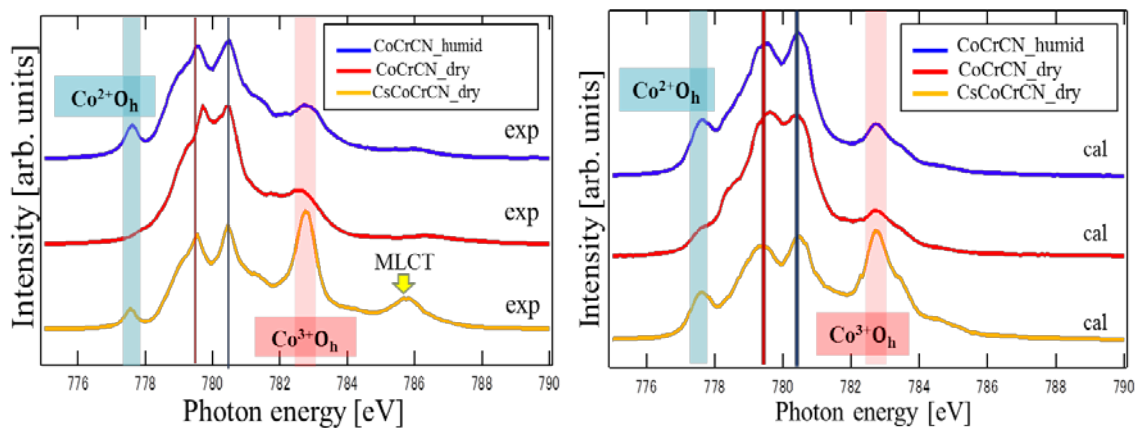 Intensity [arb. units]
CoCrCN_humid
CoCrCN_dry
CsCoCrCN_dry
Co²⁺Oₕ
exp
exp
MLCT
exp
Co³⁺Oₕ
776 778 780 782 784 786 788 790
Photon energy [eV]
Intensity [arb. units]
CoCrCN_humid
CoCrCN_dry
CsCoCrCN_dry
Co²⁺Oₕ
cal
cal
cal
Co³⁺Oₕ
776 778 780 782 784 786 788 790
Photon energy [eV]